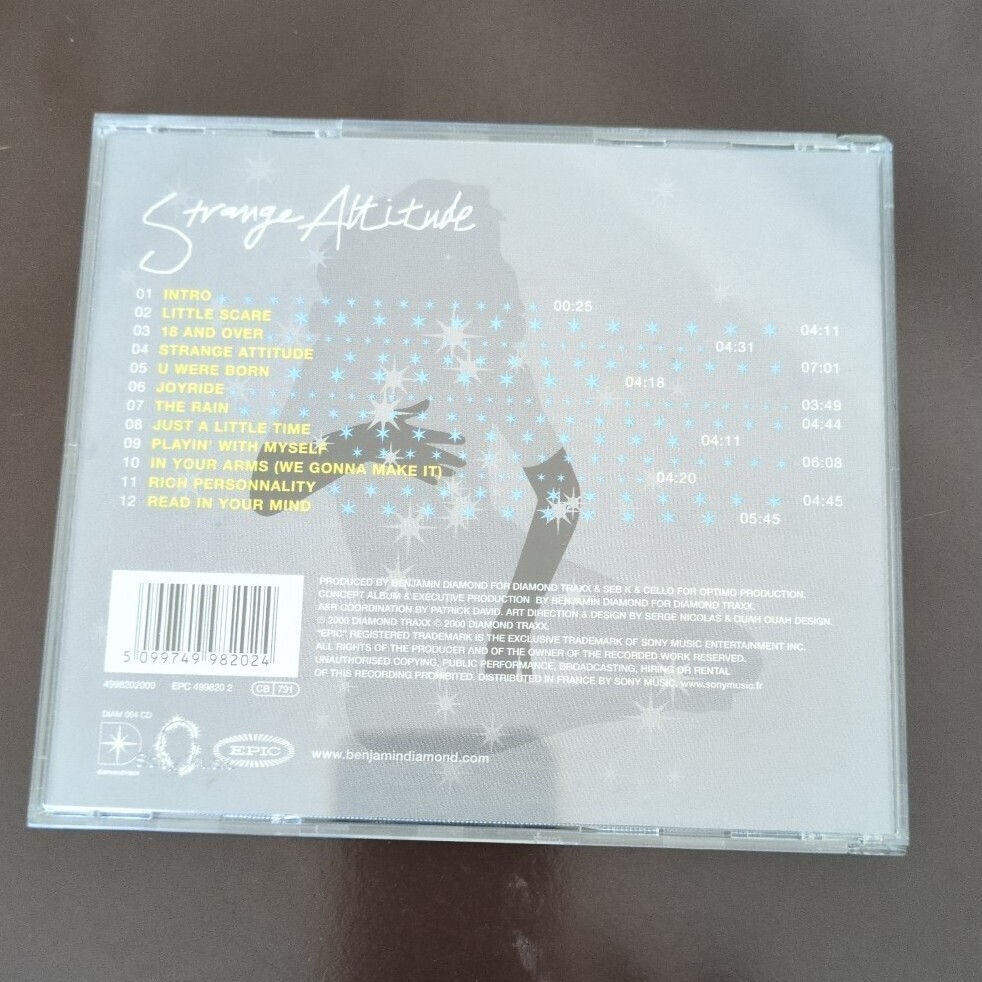 Strange Attitude
01 INTRO 00:25
02 LITTLE SCARE 04:11
03 18 AND OVER 04:31
04 STRANGE ATTITUDE 07:01
05 U WERE BORN 04:18
06 JOYRIDE 03:49
07 THE RAIN 04:44
08 JUST A LITTLE TIME 04:11
09 PLAYIN' WITH MYSELF 06:08
10 IN YOUR ARMS (WE GONNA MAKE IT) 04:20
11 RICH PERSONNALITY 04:45
12 READ IN YOUR MIND 05:45
PRODUCED BY BENJAMIN DIAMOND FOR DIAMOND TRAXX & SEB K & CELLO FOR OPTIMO PRODUCTION.
CONCEPT ALBUM & EXECUTIVE PRODUCTION BY BENJAMIN DIAMOND FOR DIAMOND TRAXX.
A&R COORDINATION BY PATRICK DAVID. ART DIRECTION & DESIGN BY SERGE NICOLAS & OUAH OUAH DESIGN.
℗ 2000 DIAMOND TRAXX © 2000 DIAMOND TRAXX.
"EPIC" REGISTERED TRADEMARK IS THE EXCLUSIVE TRADEMARK OF SONY MUSIC ENTERTAINMENT INC.
ALL RIGHTS OF THE PRODUCER AND OF THE OWNER OF THE RECORDED WORK RESERVED.
UNAUTHORISED COPYING, PUBLIC PERFORMANCE, BROADCASTING, HIRING OR RENTAL
OF THIS RECORDING PROHIBITED. DISTRIBUTED IN FRANCE BY SONY MUSIC. www.sonymusic.fr
5 099749 982024
4998202000 EPC 499820 2 CB 791
DIAM 004 CD
diamondtraxx
EPIC
www.benjamindiamond.com